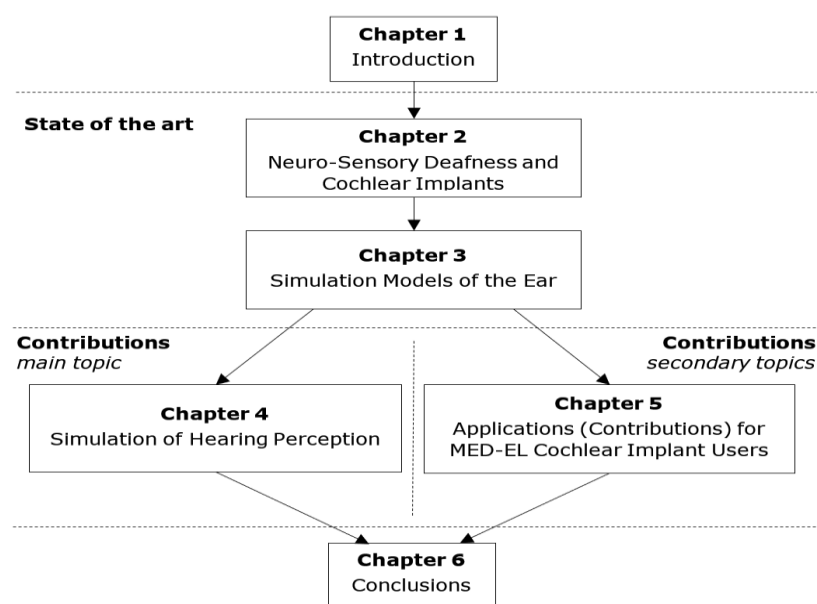 Chapter 1
Introduction
State of the art
Chapter 2
Neuro-Sensory Deafness and
Cochlear Implants
Chapter 3
Simulation Models of the Ear
Contributions
main topic
Contributions
secondary topics
Chapter 4
Simulation of Hearing Perception
Chapter 5
Applications (Contributions) for
MED-EL Cochlear Implant Users
Chapter 6
Conclusions